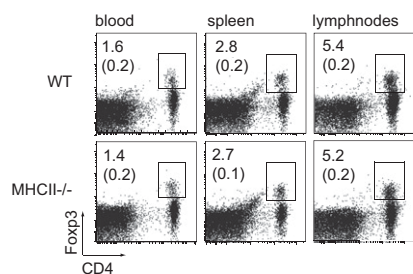 blood spleen lymphnodes
WT
1.6 2.8 5.4
(0.2) (0.2) (0.2)
MHCII-/-
1.4 2.7 5.2
(0.2) (0.1) (0.2)
Foxp3
CD4